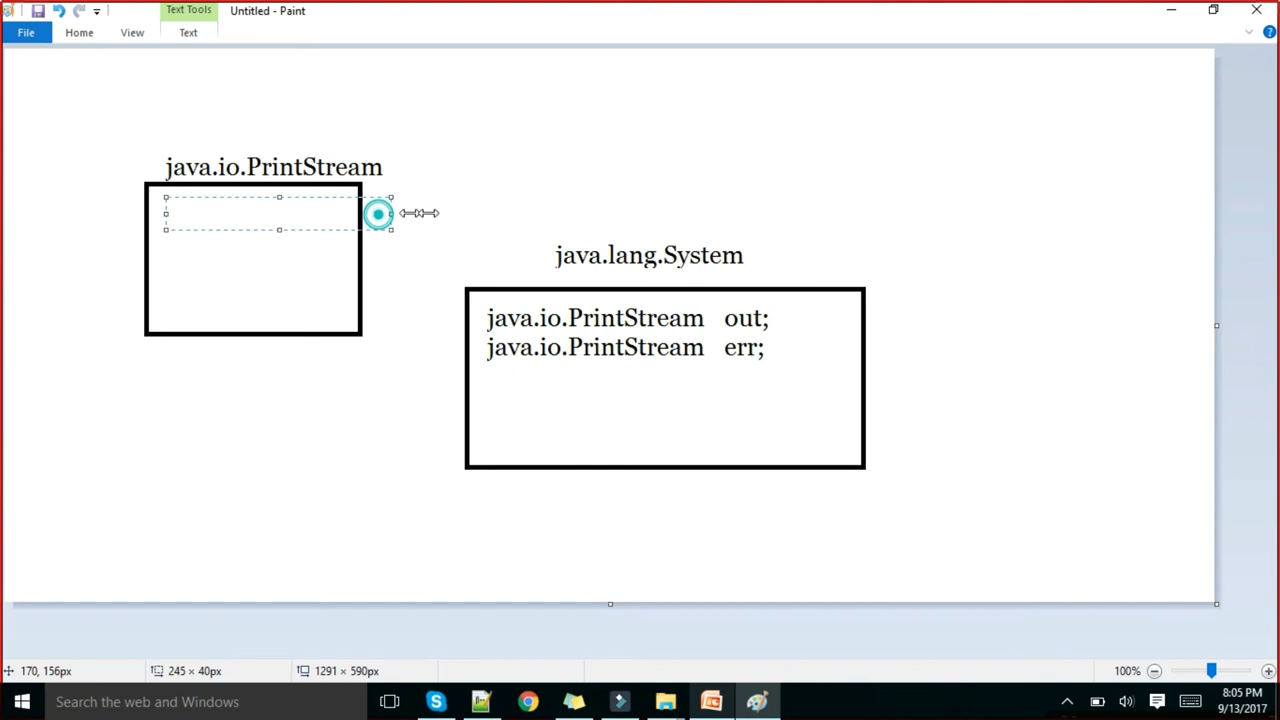 Text Tools
Untitled - Paint
File
Home
View
Text
java.io.PrintStream
java.lang.System
java.io.PrintStream out;
java.io.PrintStream err;
170, 156px
245 × 40px
1291 × 590px
100%
Search the web and Windows
8:05 PM
9/13/2017